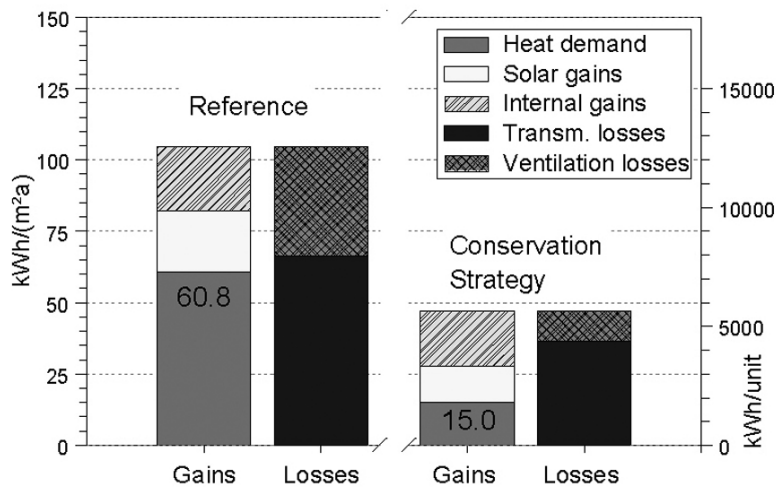 150
125
100
75
50
25
0
kWh/(m²a)
Reference
60.8
Gains
Losses
Heat demand
Solar gains
Internal gains
Transm. losses
Ventilation losses
Conservation
Strategy
15.0
Gains
Losses
15000
10000
5000
0
kWh/unit